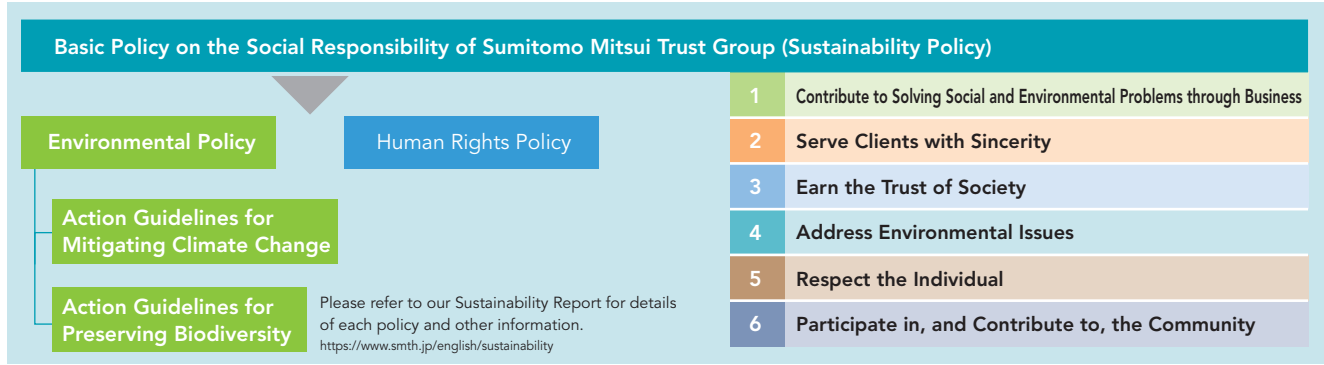 Basic Policy on the Social Responsibility of Sumitomo Mitsui Trust Group (Sustainability Policy)
Environmental Policy
Human Rights Policy
Action Guidelines for
Mitigating Climate Change
Action Guidelines for
Preserving Biodiversity
Please refer to our Sustainability Report for details
of each policy and other information.
https://www.smth.jp/english/sustainability
1 Contribute to Solving Social and Environmental Problems through Business
2 Serve Clients with Sincerity
3 Earn the Trust of Society
4 Address Environmental Issues
5 Respect the Individual
6 Participate in, and Contribute to, the Community